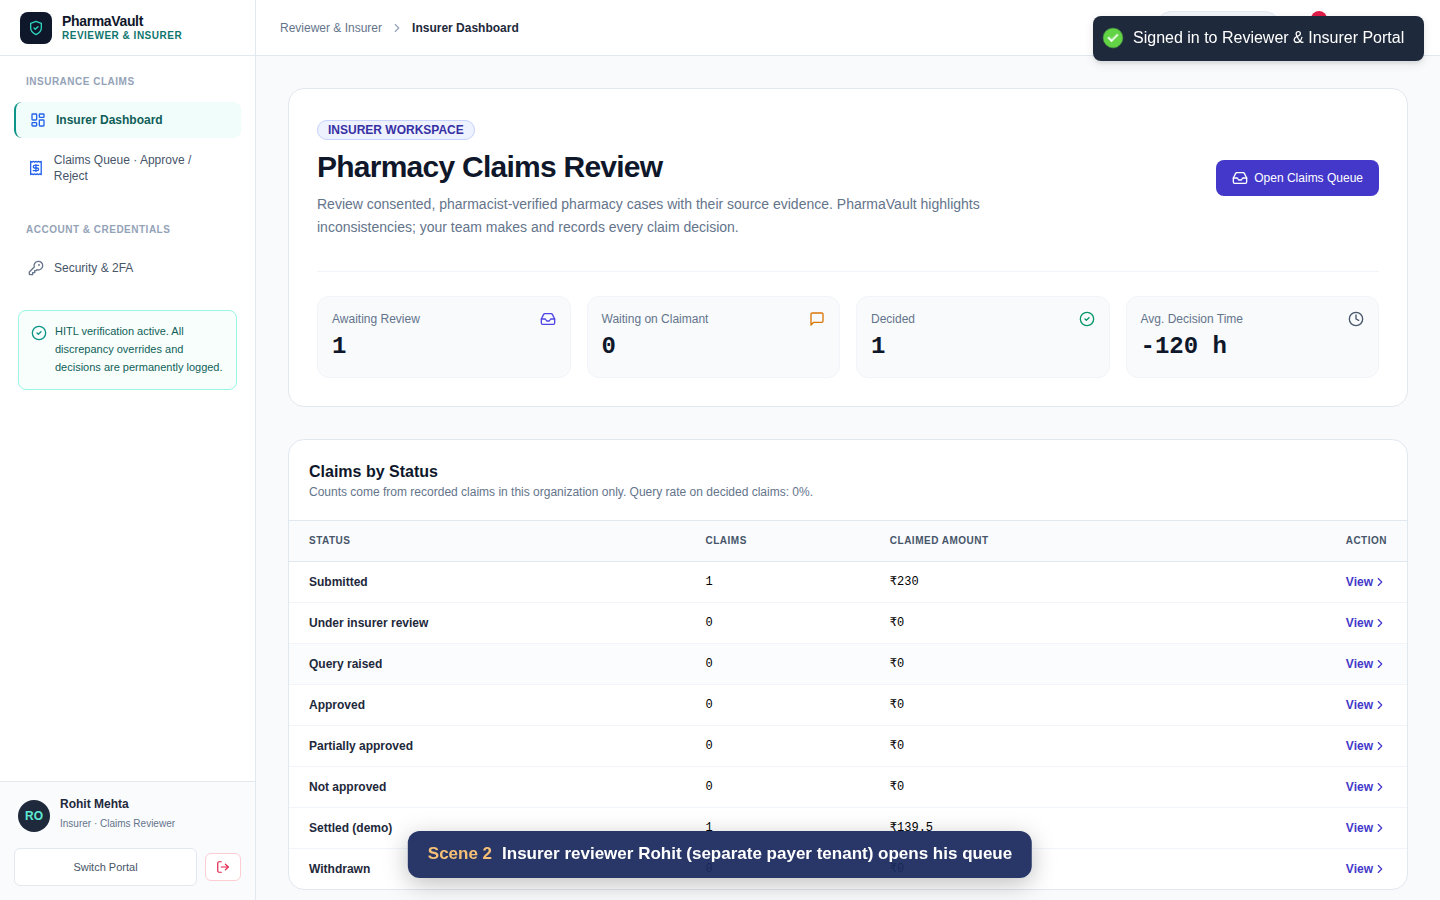 PharmaVault
REVIEWER & INSURER
Reviewer & Insurer > Insurer Dashboard
Signed in to Reviewer & Insurer Portal
INSURANCE CLAIMS
Insurer Dashboard
Claims Queue · Approve /
Reject
ACCOUNT & CREDENTIALS
Security & 2FA
HITL verification active. All
discrepancy overrides and
decisions are permanently logged.
Rohit Mehta
RO
Insurer · Claims Reviewer
Switch Portal
INSURER WORKSPACE
Pharmacy Claims Review
Review consented, pharmacist-verified pharmacy cases with their source evidence. PharmaVault highlights
inconsistencies; your team makes and records every claim decision.
Open Claims Queue
Awaiting Review
1
Waiting on Claimant
0
Decided
1
Avg. Decision Time
-120 h
Claims by Status
Counts come from recorded claims in this organization only. Query rate on decided claims: 0%.
STATUS CLAIMS CLAIMED AMOUNT ACTION
Submitted 1 ₹230 View
Under insurer review 0 ₹0 View
Query raised 0 ₹0 View
Approved 0 ₹0 View
Partially approved 0 ₹0 View
Not approved 0 ₹0 View
Settled (demo) 1 ₹139.5 View
Scene 2 Insurer reviewer Rohit (separate payer tenant) opens his queue
Withdrawn View